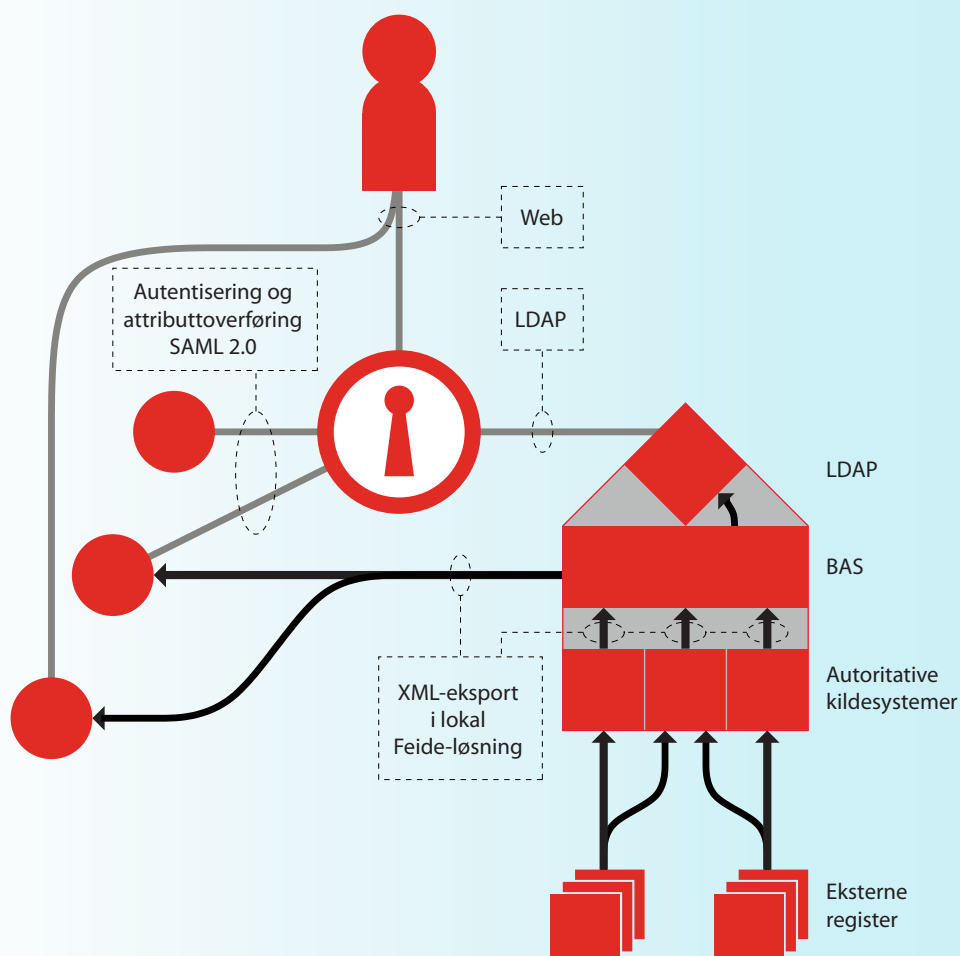 Web
Autentisering og
attributtoverføring
SAML 2.0
LDAP
LDAP
BAS
XML-eksport
i lokal
Feide-løsning
Autoritative
kildesystemer
Eksterne
register